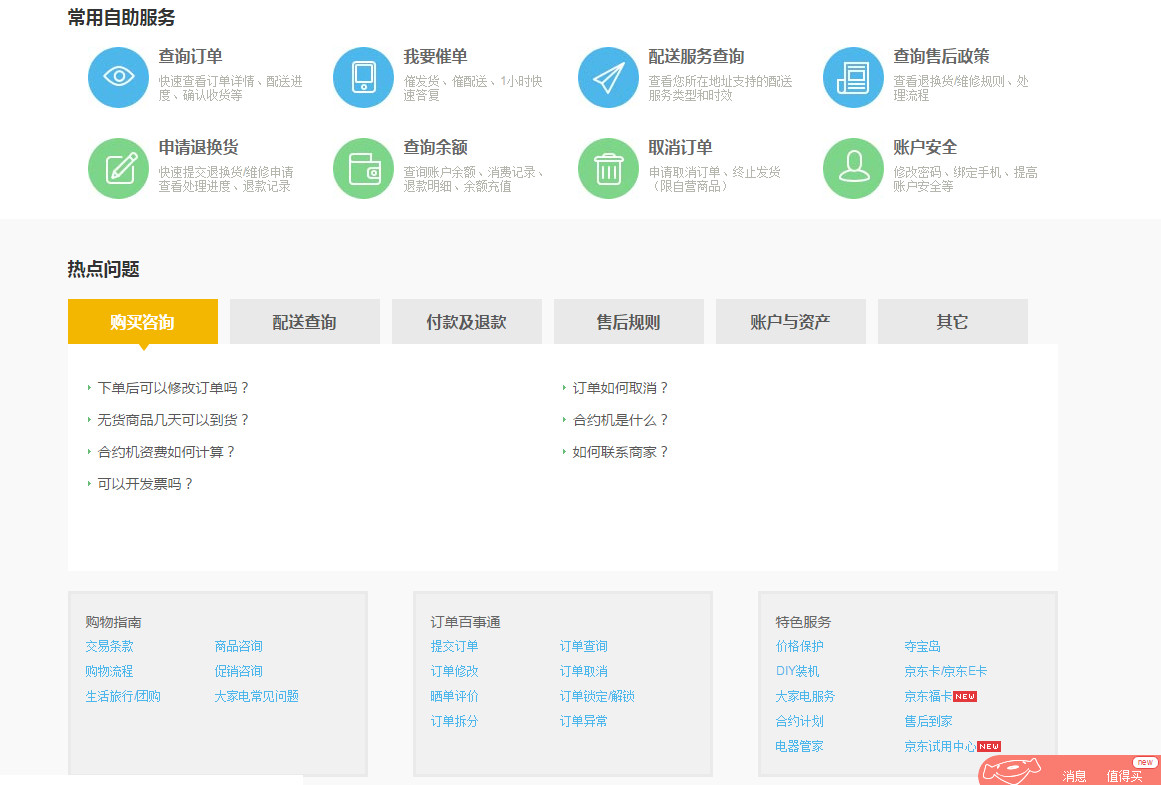 常用自助服务
查询订单
快速查看订单详情、配送进
度、确认收货等
我要催单
催发货、催配送、1小时快
速答复
配送服务查询
查看您所在地址支持的配送
服务类型和时效
查询售后政策
查看退换货/维修规则、处
理流程
申请退换货
快速提交退换货/维修申请
查看处理进度、退款记录
查询余额
查询账户余额、消费记录、
退款明细、余额充值
取消订单
申请取消订单、终止发货
（限自营商品）
账户安全
修改密码、绑定手机、提高
账户安全等
热点问题
购买咨询
配送查询
付款及退款
售后规则
账户与资产
其它
下单后可以修改订单吗？
订单如何取消？
无货商品几天可以到货？
合约机是什么？
合约机资费如何计算？
如何联系商家？
可以开发票吗？
购物指南
交易条款 商品咨询
购物流程 促销咨询
生活旅行/团购 大家电常见问题
订单百事通
提交订单 订单查询
订单修改 订单取消
晒单评价 订单锁定/解锁
订单拆分 订单异常
特色服务
价格保护 夺宝岛
DIY装机 京东卡/京东E卡
大家电服务 京东福卡NEW
合约计划 售后到家
电器管家 京东试用中心NEW
new
消息 值得买